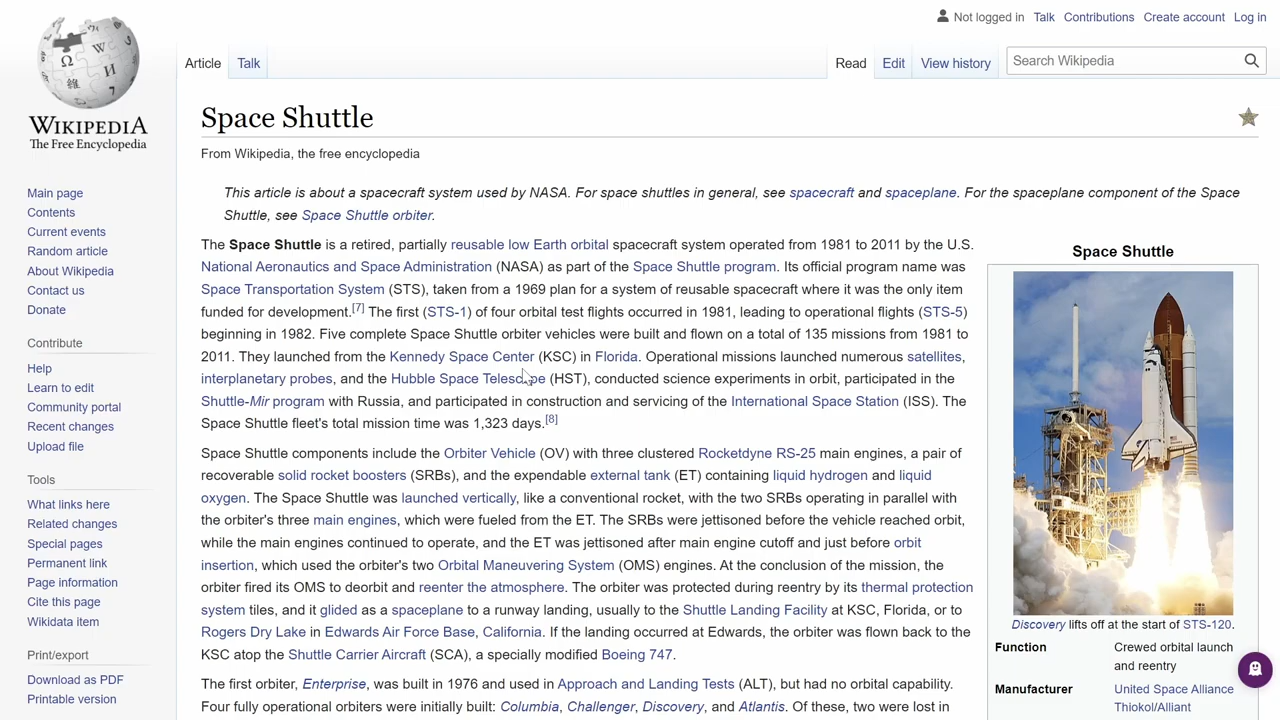 Not logged in Talk Contributions Create account Log in
Article Talk Read Edit View history Search Wikipedia
WIKIPEDIA
The Free Encyclopedia
Main page
Contents
Current events
Random article
About Wikipedia
Contact us
Donate
Contribute
Help
Learn to edit
Community portal
Recent changes
Upload file
Tools
What links here
Related changes
Special pages
Permanent link
Page information
Cite this page
Wikidata item
Print/export
Download as PDF
Printable version
Space Shuttle
From Wikipedia, the free encyclopedia
This article is about a spacecraft system used by NASA. For space shuttles in general, see spacecraft and spaceplane. For the spaceplane component of the Space
Shuttle, see Space Shuttle orbiter.
The Space Shuttle is a retired, partially reusable low Earth orbital spacecraft system operated from 1981 to 2011 by the U.S.
National Aeronautics and Space Administration (NASA) as part of the Space Shuttle program. Its official program name was
Space Transportation System (STS), taken from a 1969 plan for a system of reusable spacecraft where it was the only item
funded for development.[7] The first (STS-1) of four orbital test flights occurred in 1981, leading to operational flights (STS-5)
beginning in 1982. Five complete Space Shuttle orbiter vehicles were built and flown on a total of 135 missions from 1981 to
2011. They launched from the Kennedy Space Center (KSC) in Florida. Operational missions launched numerous satellites,
interplanetary probes, and the Hubble Space Telescope (HST), conducted science experiments in orbit, participated in the
Shuttle-Mir program with Russia, and participated in construction and servicing of the International Space Station (ISS). The
Space Shuttle fleet's total mission time was 1,323 days.[8]
Space Shuttle components include the Orbiter Vehicle (OV) with three clustered Rocketdyne RS-25 main engines, a pair of
recoverable solid rocket boosters (SRBs), and the expendable external tank (ET) containing liquid hydrogen and liquid
oxygen. The Space Shuttle was launched vertically, like a conventional rocket, with the two SRBs operating in parallel with
the orbiter's three main engines, which were fueled from the ET. The SRBs were jettisoned before the vehicle reached orbit,
while the main engines continued to operate, and the ET was jettisoned after main engine cutoff and just before orbit
insertion, which used the orbiter's two Orbital Maneuvering System (OMS) engines. At the conclusion of the mission, the
orbiter fired its OMS to deorbit and reenter the atmosphere. The orbiter was protected during reentry by its thermal protection
system tiles, and it glided as a spaceplane to a runway landing, usually to the Shuttle Landing Facility at KSC, Florida, or to
Rogers Dry Lake in Edwards Air Force Base, California. If the landing occurred at Edwards, the orbiter was flown back to the
KSC atop the Shuttle Carrier Aircraft (SCA), a specially modified Boeing 747.
The first orbiter, Enterprise, was built in 1976 and used in Approach and Landing Tests (ALT), but had no orbital capability.
Four fully operational orbiters were initially built: Columbia, Challenger, Discovery, and Atlantis. Of these, two were lost in
Space Shuttle
Discovery lifts off at the start of STS-120.
Function Crewed orbital launch
and reentry
Manufacturer United Space Alliance
Thiokol/Alliant